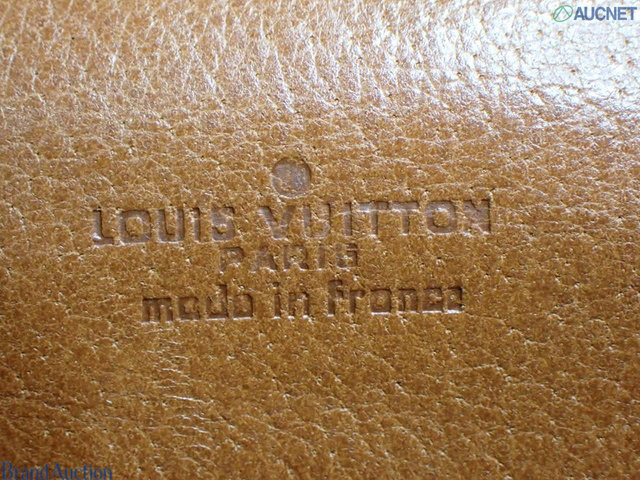 AUCNET
LOUIS VUITTON
PARIS
made in france
Brand Auction